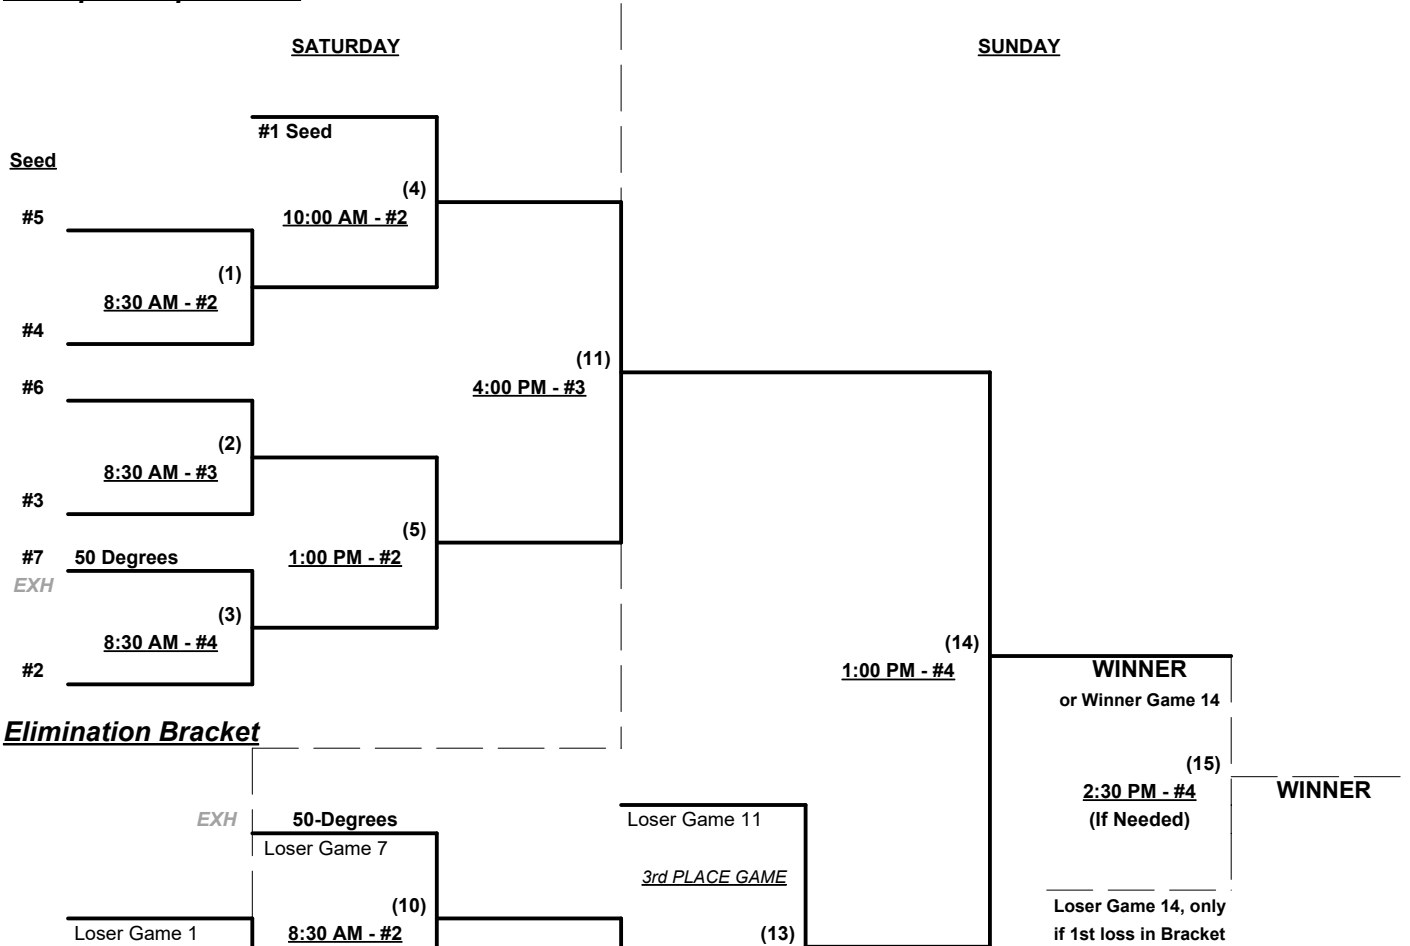 SATURDAY
SUNDAY
#1 Seed
Seed
(4)
#5
10:00 AM - #2
(1)
8:30 AM - #2
#4
(11)
#6
4:00 PM - #3
(2)
8:30 AM - #3
#3
(5)
#7 50 Degrees
1:00 PM - #2
EXH
(3)
8:30 AM - #4
(14)
#2
1:00 PM - #4
WINNER
or Winner Game 14
Elimination Bracket
(15)
2:30 PM - #4
WINNER
EXH 50-Degrees
Loser Game 11
(If Needed)
Loser Game 7
3rd PLACE GAME
(10)
Loser Game 14, only
Loser Game 1
8:30 AM - #2
(13)
if 1st loss in Bracket